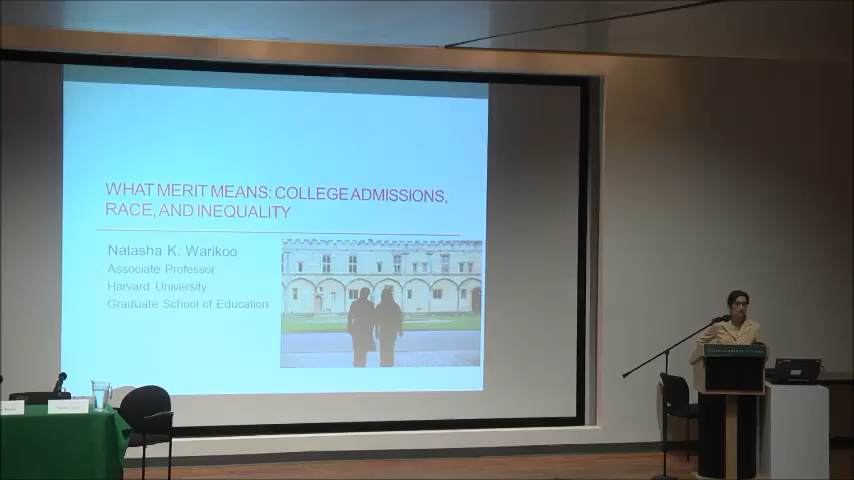 WHAT MERIT MEANS: COLLEGE ADMISSIONS,
RACE, AND INEQUALITY
Natasha K. Warikoo
Associate Professor
Harvard University
Graduate School of Education